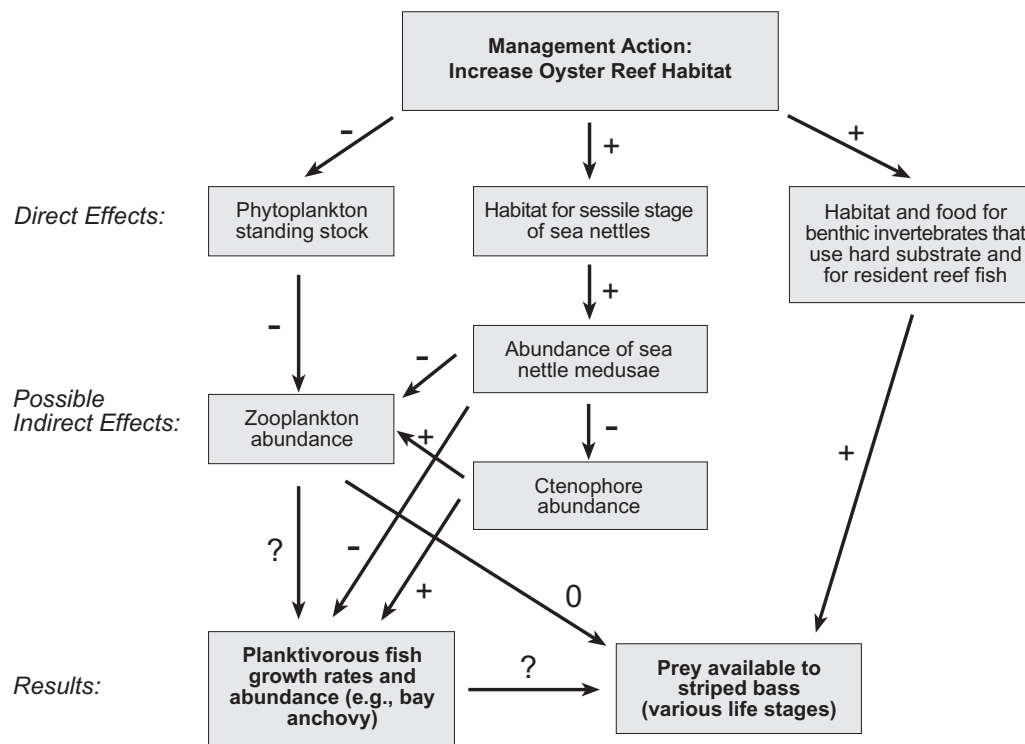 Management Action:
Increase Oyster Reef Habitat
-
+
+
Direct Effects:
Phytoplankton
standing stock
Habitat for sessile stage
of sea nettles
Habitat and food for
benthic invertebrates that
use hard substrate and
for resident reef fish
-
+
Possible
Indirect Effects:
Zooplankton
abundance
-
Abundance of sea
nettle medusae
+
-
Ctenophore
abundance
+
?
-
+
0
Results:
Planktivorous fish
growth rates and
abundance (e.g., bay
anchovy)
?
Prey available to
striped bass
(various life stages)